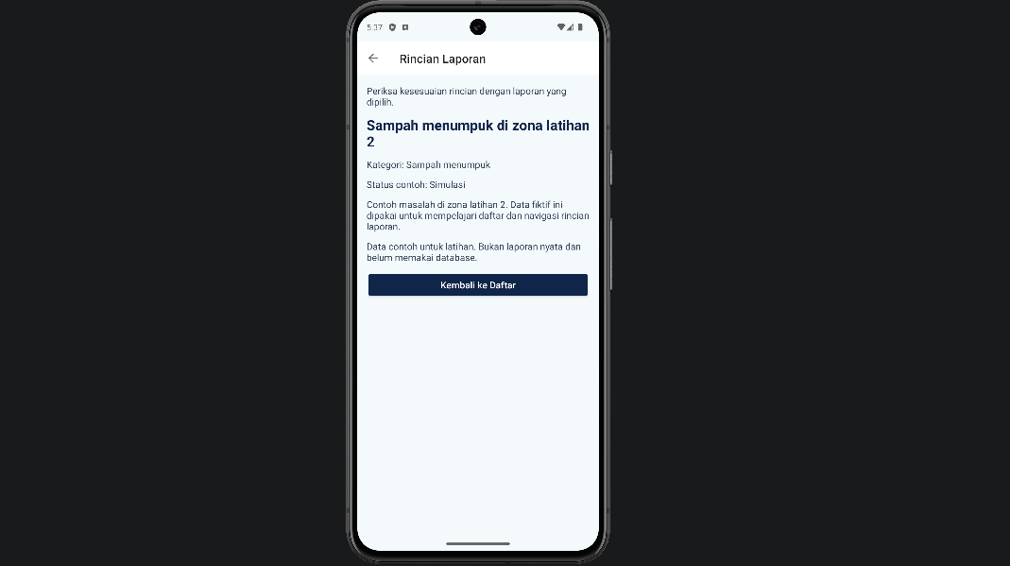 5:37
Rincian Laporan
Periksa kesesuaian rincian dengan laporan yang
dipilih.
Sampah menumpuk di zona latihan
2
Kategori: Sampah menumpuk
Status contoh: Simulasi
Contoh masalah di zona latihan 2. Data fiktif ini
dipakai untuk mempelajari daftar dan navigasi rincian
laporan.
Data contoh untuk latihan. Bukan laporan nyata dan
belum memakai database.
Kembali ke Daftar